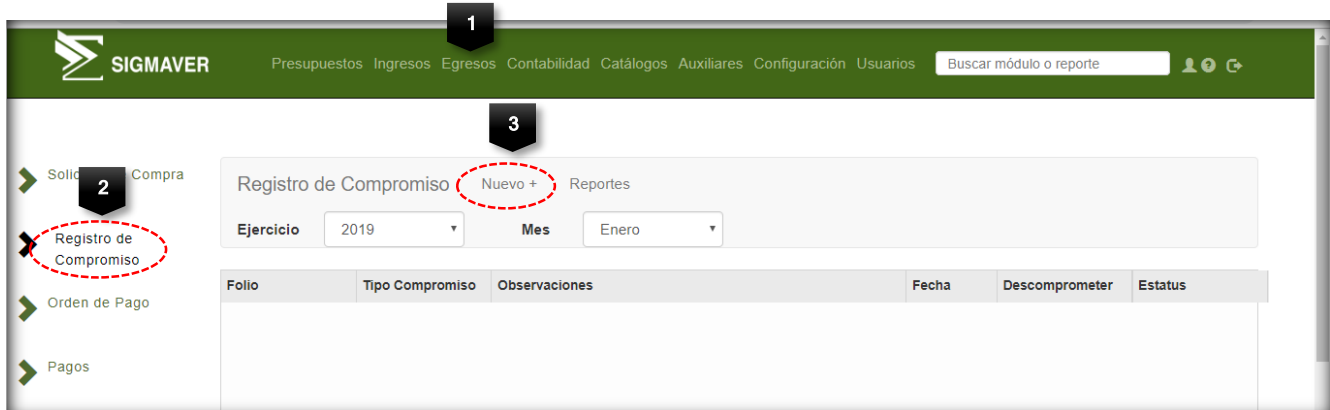 1
SIGMAVER
Presupuestos Ingresos Egresos Contabilidad Catálogos Auxiliares Configuración Usuarios Buscar módulo o reporte
3
2
Compra
Registro de Compromiso Nuevo + Reportes
Ejercicio 2019 Mes Enero
Registro de
Compromiso
Folio Tipo Compromiso Observaciones Fecha Descomprometer Estatus
Orden de Pago
Pagos